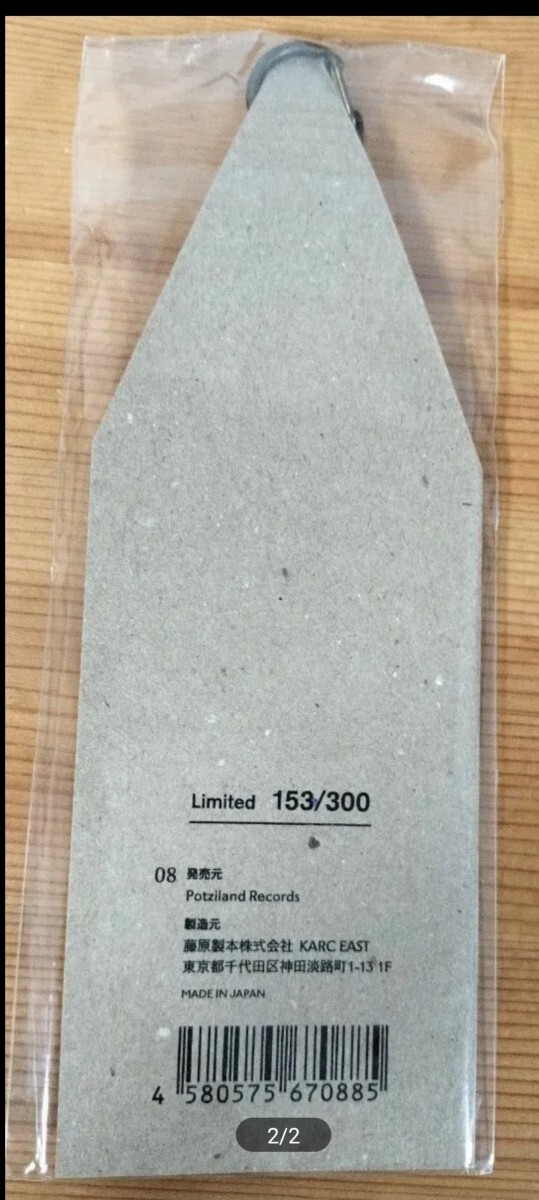 Limited 153/300
08 発売元
Potziland Records
製造元
藤原製本株式会社 KARC EAST
東京都千代田区神田淡路町1-13 1F
MADE IN JAPAN
4 580575 670885
2/2